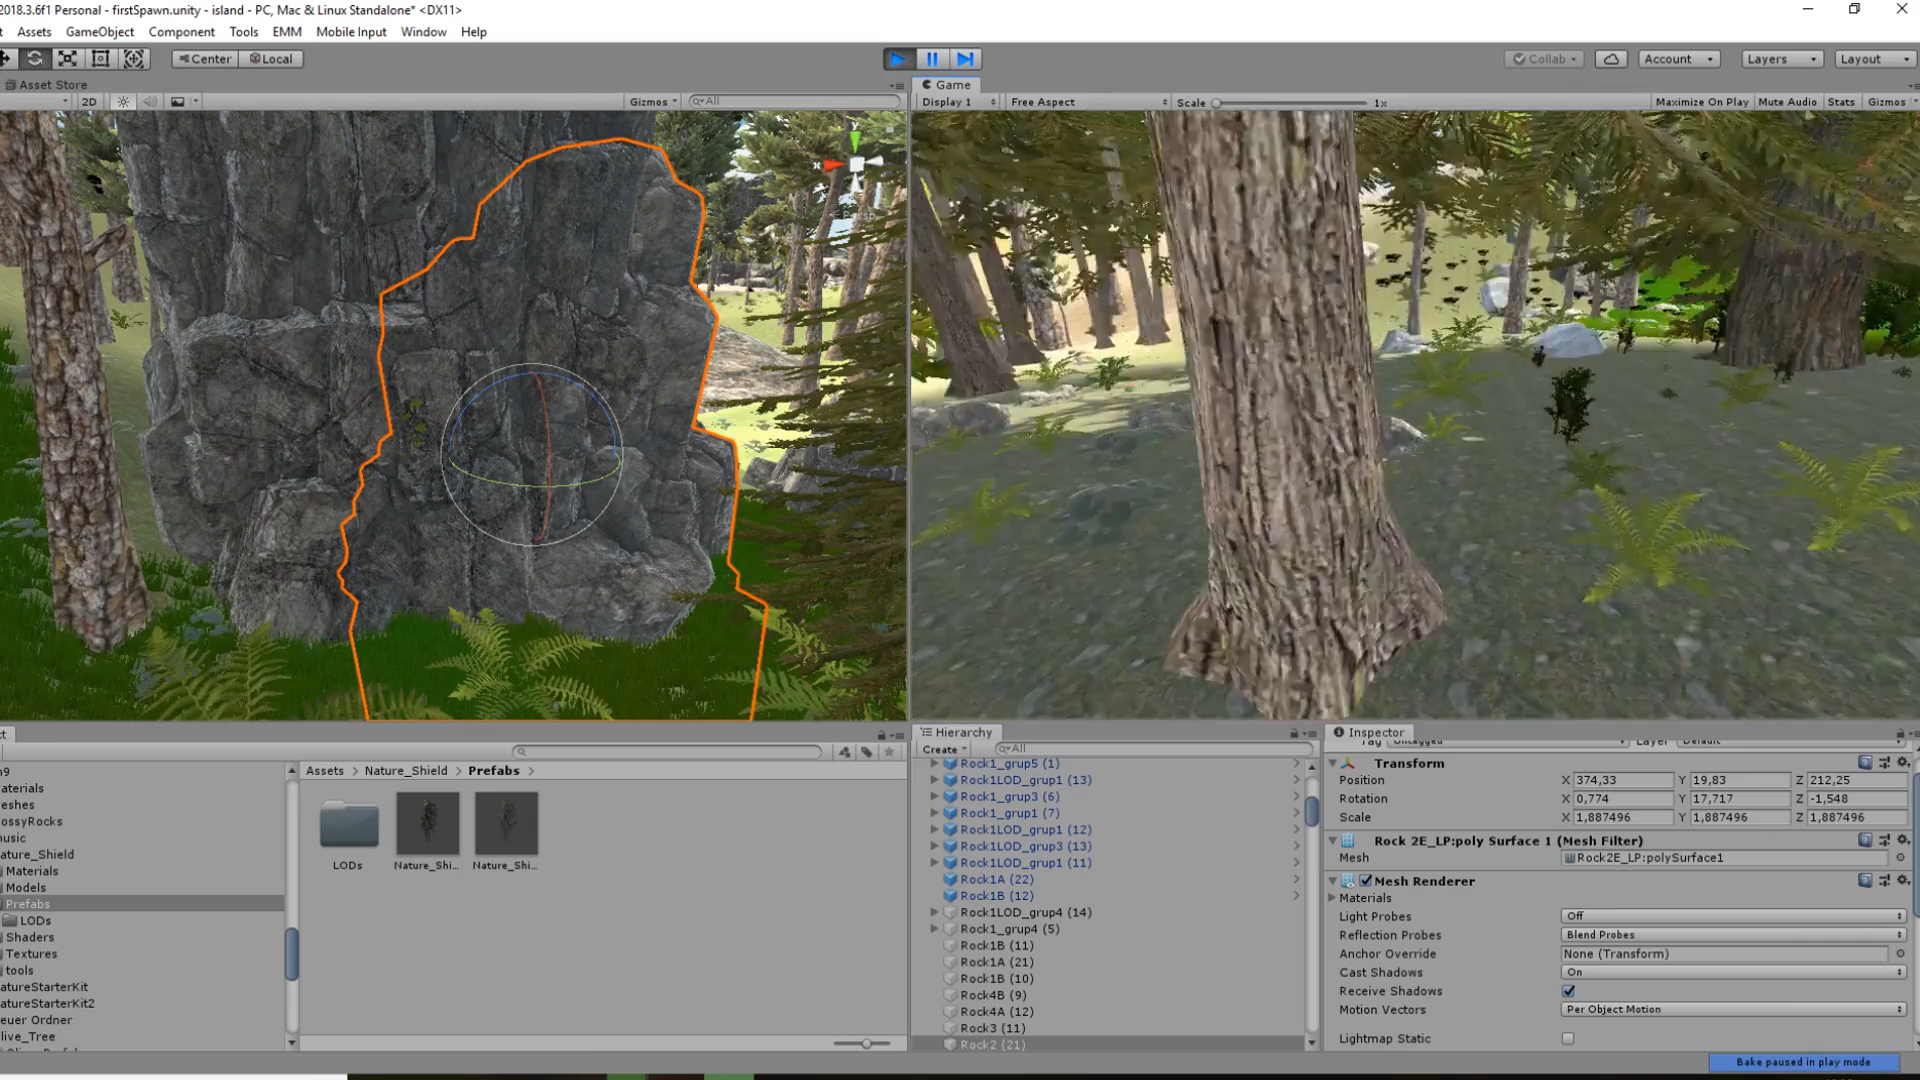 2018.3.6f1 Personal - firstSpawn.unity - island - PC, Mac & Linux Standalone* <DX11>
Assets GameObject Component Tools EMM Mobile Input Window Help
Center Local Collab Account Layers Layout
Asset Store
Game
2D Gizmos All
Display 1 Free Aspect Scale 1x Maximize On Play Mute Audio Stats Gizmos
y
x
Persp
Hierarchy
Create All
Rock1_grup5 (1)
Rock1LOD_grup1 (13)
Rock1_grup3 (6)
Rock1_grup1 (7)
Rock1LOD_grup1 (12)
Rock1LOD_grup3 (13)
Rock1LOD_grup1 (11)
Rock1A (22)
Rock1B (12)
Rock1LOD_grup4 (14)
Rock1_grup4 (5)
Rock1B (11)
Rock1A (21)
Rock1B (10)
Rock4B (9)
Rock4A (12)
Rock3 (11)
Rock2 (21)
Assets > Nature_Shield > Prefabs >
LODs Nature_Shi... Nature_Shi...
aterials
eshes
ossyRocks
usic
ature_Shield
Materials
Models
Prefabs
LODs
Shaders
Textures
tools
atureStarterKit
atureStarterKit2
euer Ordner
live_Tree
Inspector
Tag Untagged Layer Default
Transform
Position X 374,33 Y 19,83 Z 212,25
Rotation X 0,774 Y 17,717 Z -1,548
Scale X 1,887496 Y 1,887496 Z 1,887496
Rock 2E_LP:poly Surface 1 (Mesh Filter)
Mesh Rock2E_LP:polySurface1
Mesh Renderer
Materials
Light Probes Off
Reflection Probes Blend Probes
Anchor Override None (Transform)
Cast Shadows On
Receive Shadows
Motion Vectors Per Object Motion
Lightmap Static
Bake paused in play mode